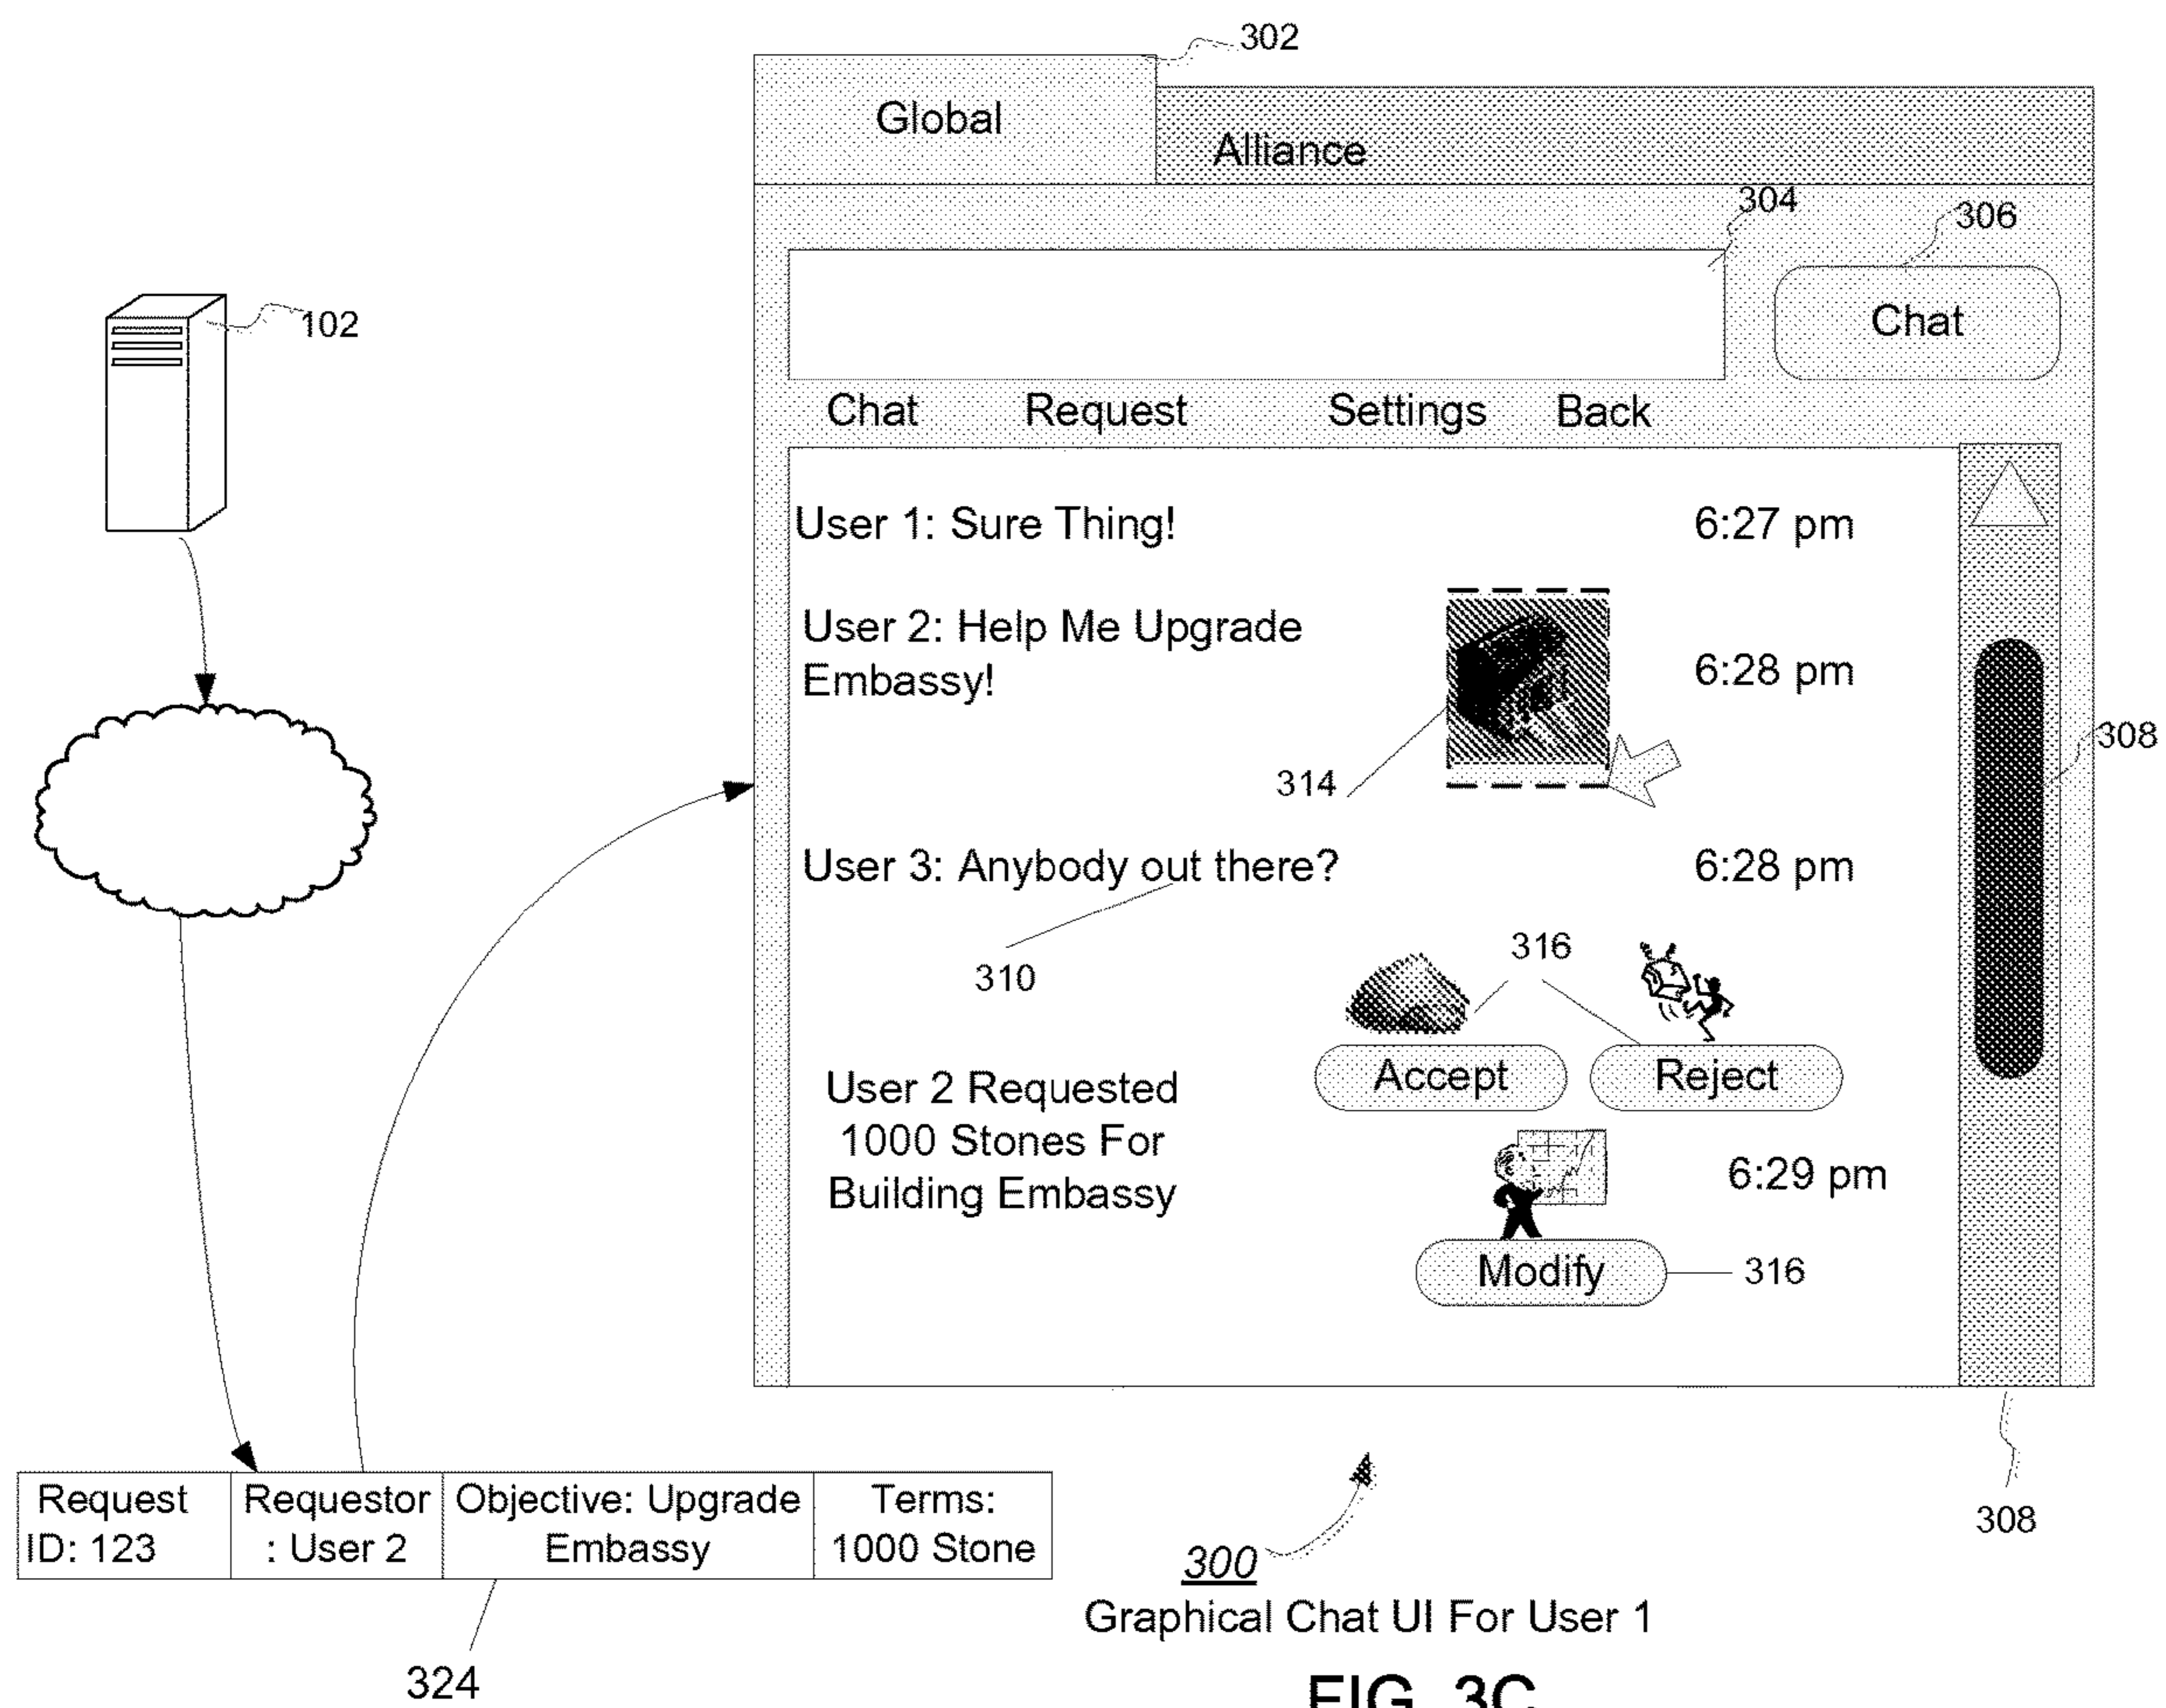 302
Global
Alliance
304
306
102
Chat
Chat Request Settings Back
User 1: Sure Thing! 6:27 pm
User 2: Help Me Upgrade
Embassy!
6:28 pm
308
314
User 3: Anybody out there? 6:28 pm
310
316
Accept Reject
User 2 Requested
1000 Stones For
Building Embassy
6:29 pm
Modify
316
308
Request
ID: 123
Requestor
: User 2
Objective: Upgrade
Embassy
Terms:
1000 Stone
324
300
Graphical Chat UI For User 1
FIG. 3C